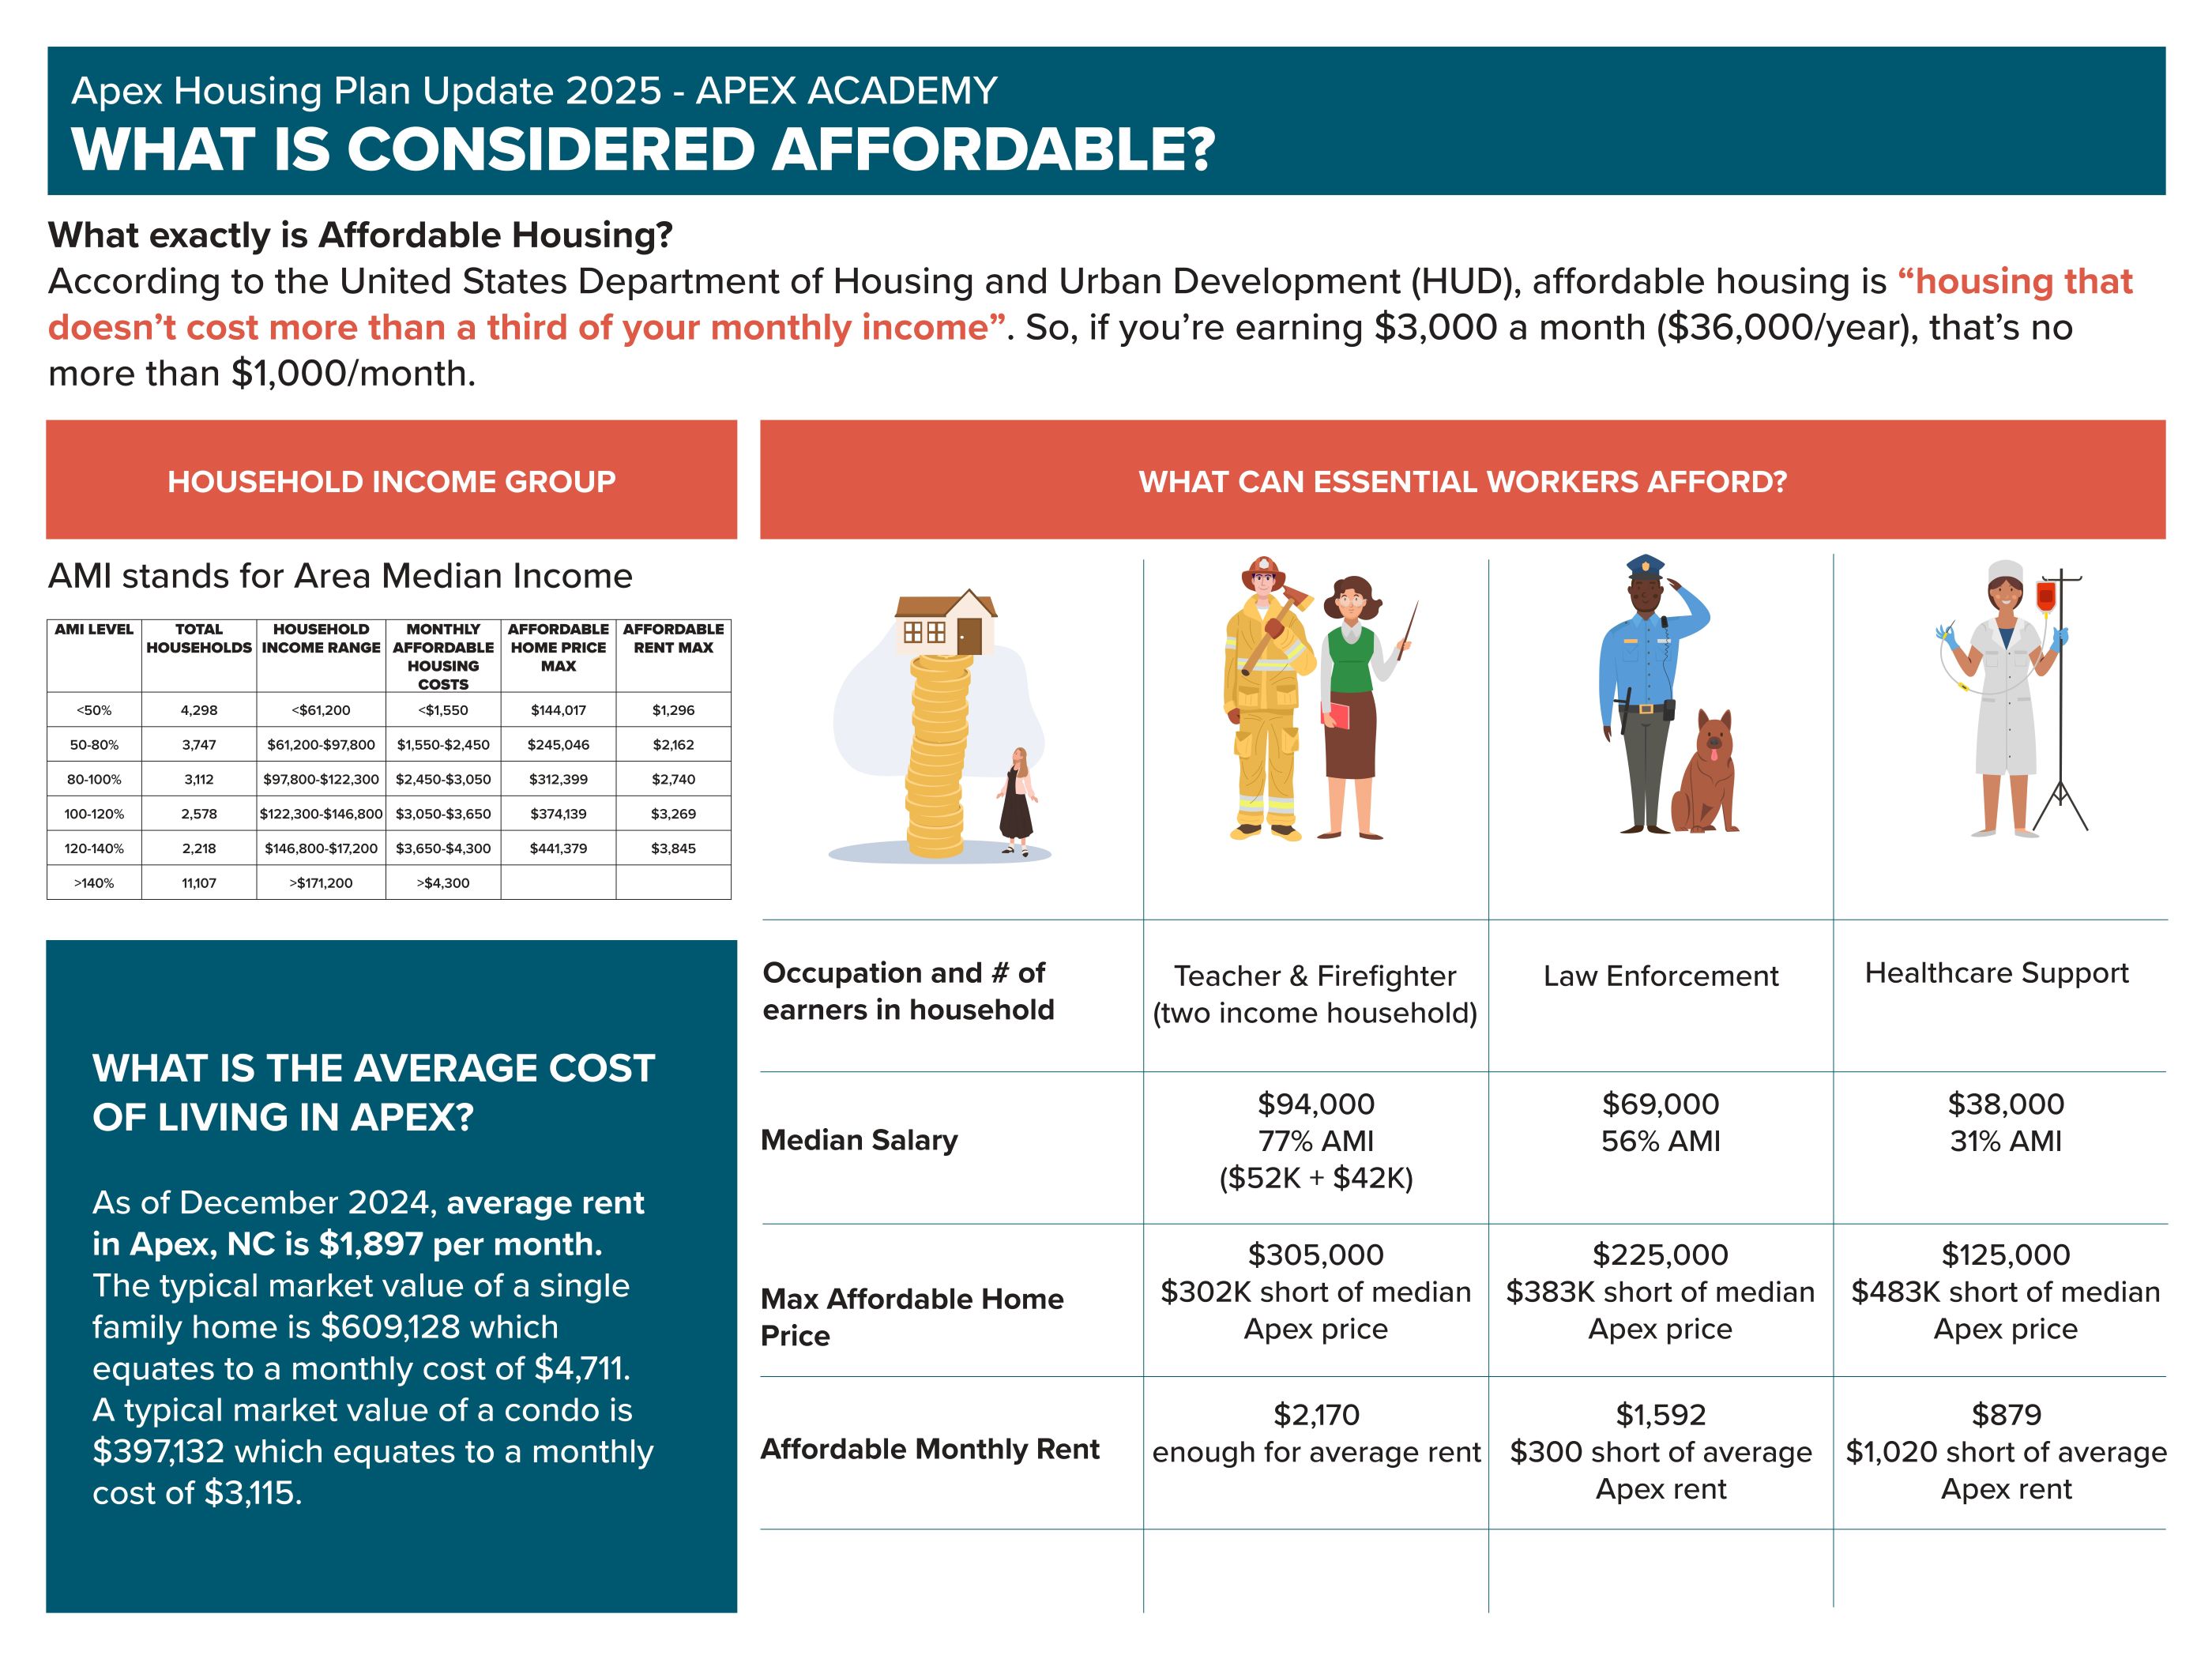 Apex Housing Plan Update 2025 - APEX ACADEMY
WHAT IS CONSIDERED AFFORDABLE?
What exactly is Affordable Housing?
According to the United States Department of Housing and Urban Development (HUD), affordable housing is “housing that
doesn’t cost more than a third of your monthly income”. So, if you’re earning $3,000 a month ($36,000/year), that’s no
more than $1,000/month.
HOUSEHOLD INCOME GROUP
AMI stands for Area Median Income
AMI LEVEL TOTAL HOUSEHOLDS HOUSEHOLD INCOME RANGE MONTHLY AFFORDABLE HOUSING COSTS AFFORDABLE HOME PRICE MAX AFFORDABLE RENT MAX
<50% 4,298 <$61,200 <$1,550 $144,017 $1,296
50-80% 3,747 $61,200-$97,800 $1,550-$2,450 $245,046 $2,162
80-100% 3,112 $97,800-$122,300 $2,450-$3,050 $312,399 $2,740
100-120% 2,578 $122,300-$146,800 $3,050-$3,650 $374,139 $3,269
120-140% 2,218 $146,800-$17,200 $3,650-$4,300 $441,379 $3,845
>140% 11,107 >$171,200 >$4,300
WHAT IS THE AVERAGE COST
OF LIVING IN APEX?
As of December 2024, average rent
in Apex, NC is $1,897 per month.
The typical market value of a single
family home is $609,128 which
equates to a monthly cost of $4,711.
A typical market value of a condo is
$397,132 which equates to a monthly
cost of $3,115.
WHAT CAN ESSENTIAL WORKERS AFFORD?
Occupation and # of
earners in household
Teacher & Firefighter
(two income household)
Law Enforcement
Healthcare Support
Median Salary
$94,000
77% AMI
($52K + $42K)
$69,000
56% AMI
$38,000
31% AMI
Max Affordable Home
Price
$305,000
$302K short of median
Apex price
$225,000
$383K short of median
Apex price
$125,000
$483K short of median
Apex price
Affordable Monthly Rent
$2,170
enough for average rent
$1,592
$300 short of average
Apex rent
$879
$1,020 short of average
Apex rent